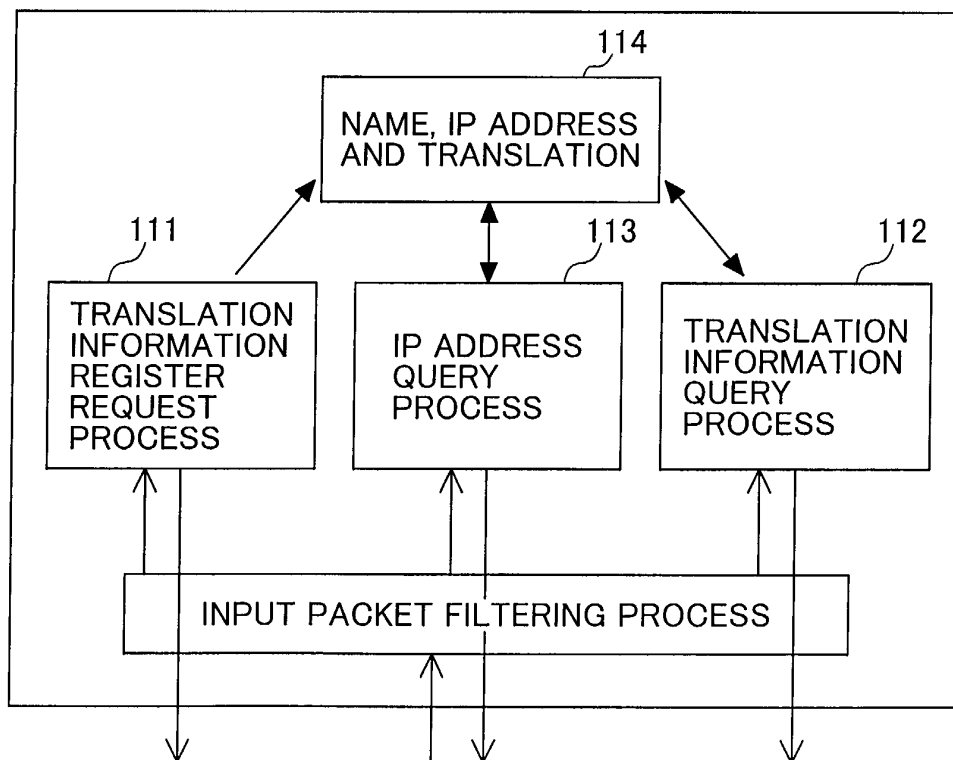 114
NAME, IP ADDRESS
AND TRANSLATION
111
113
112
TRANSLATION
INFORMATION
REGISTER
REQUEST
PROCESS
IP ADDRESS
QUERY
PROCESS
TRANSLATION
INFORMATION
QUERY
PROCESS
INPUT PACKET FILTERING PROCESS